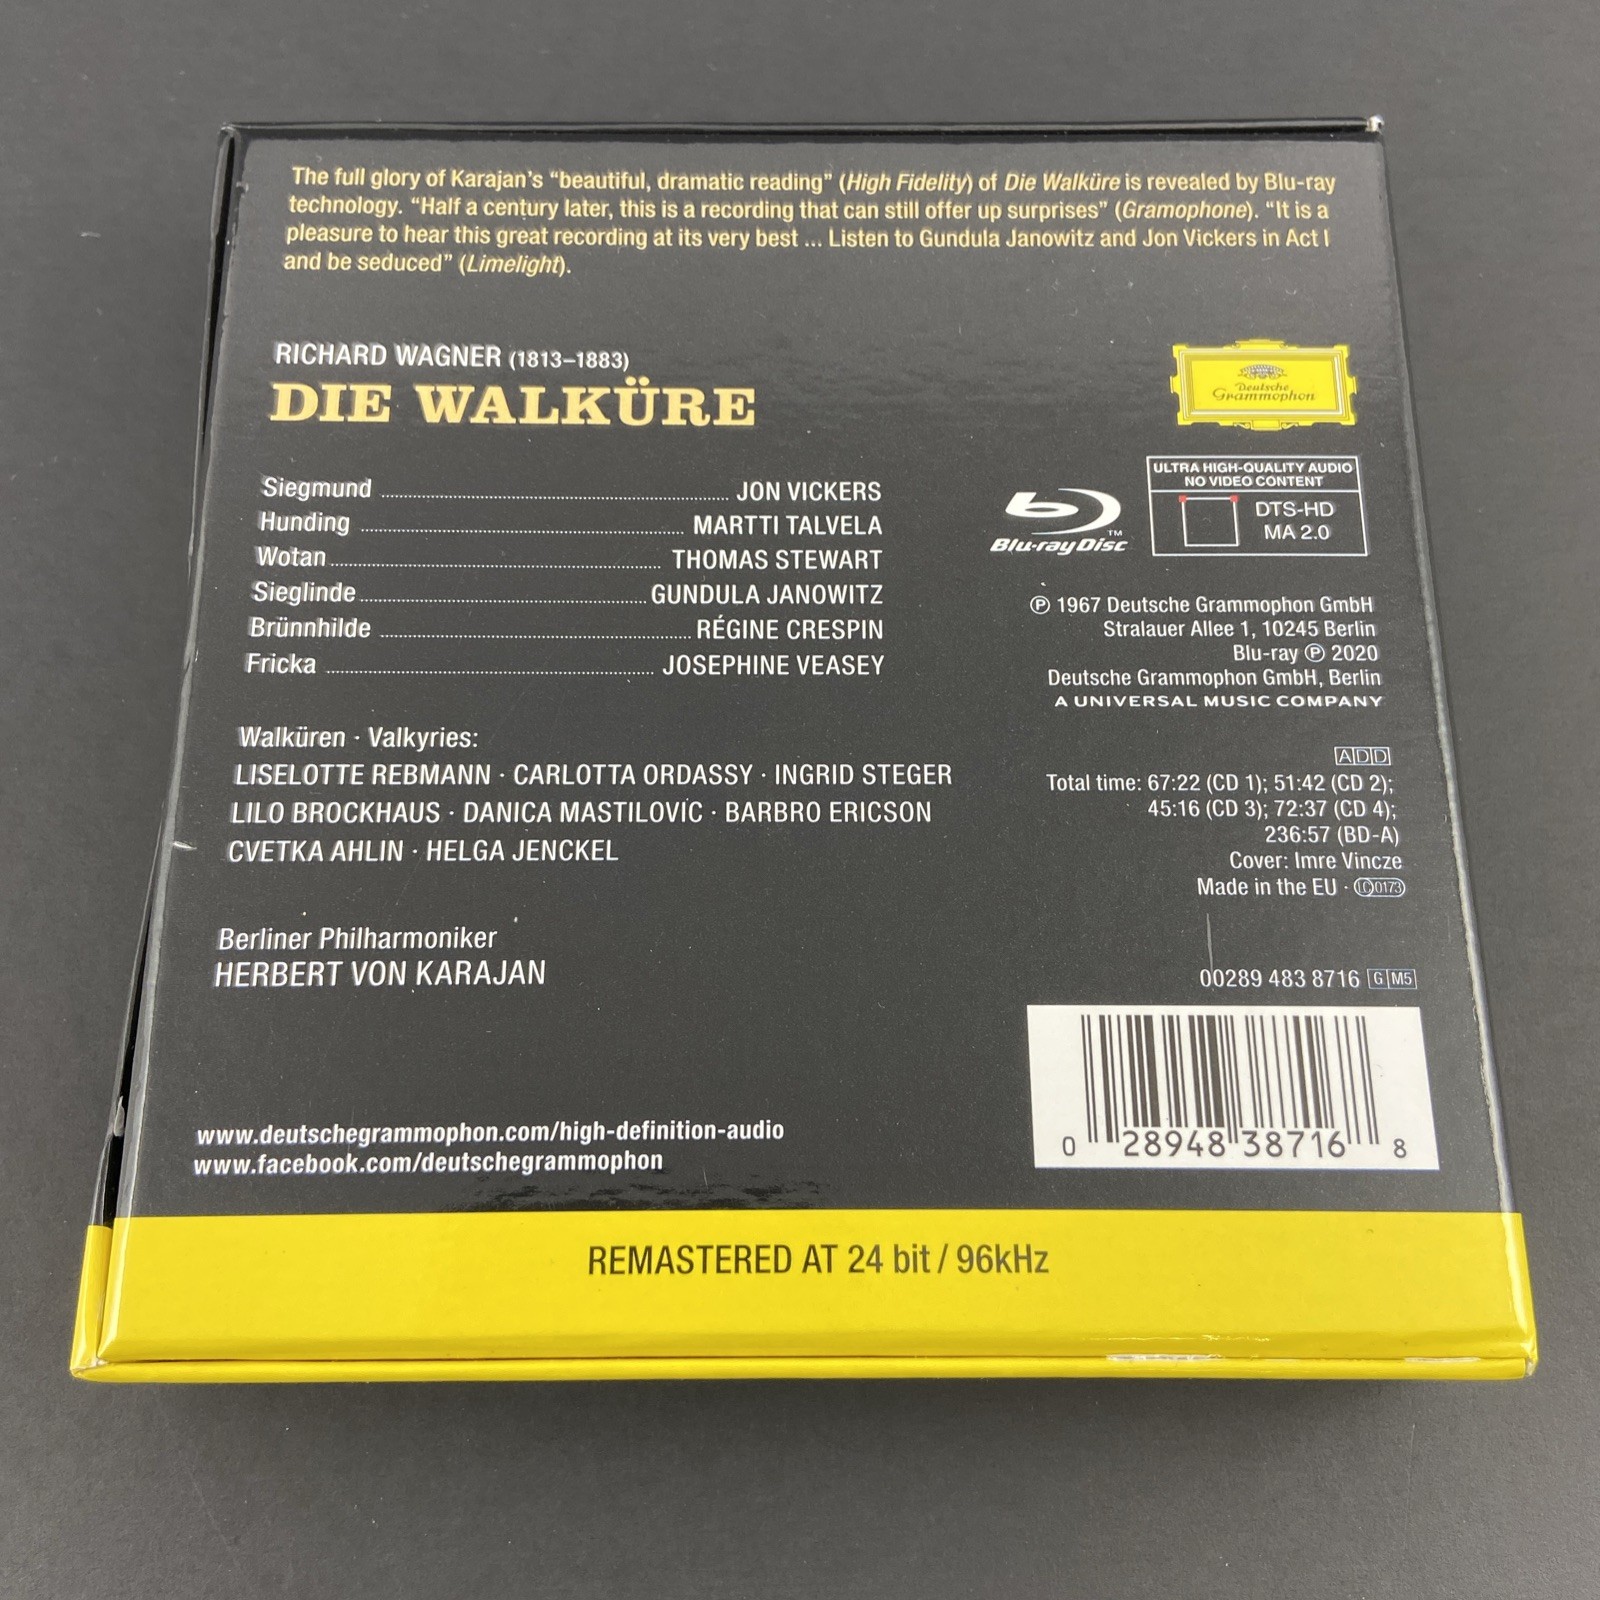 The full glory of Karajan's “beautiful, dramatic reading” (High Fidelity) of Die Walküre is revealed by Blu-ray
technology. “Half a century later, this is a recording that can still offer up surprises” (Gramophone). “It is a
pleasure to hear this great recording at its very best ... Listen to Gundula Janowitz and Jon Vickers in Act I
and be seduced” (Limelight).
RICHARD WAGNER (1813–1883)
DIE WALKÜRE
Deutsche
Grammophon
Siegmund ........ JON VICKERS
Hunding ........ MARTTI TALVELA
Wotan ........ THOMAS STEWART
Sieglinde ........ GUNDULA JANOWITZ
Brünnhilde ........ RÉGINE CRESPIN
Fricka ........ JOSEPHINE VEASEY
Walküren · Valkyries:
LISELOTTE REBMANN · CARLOTTA ORDASSY · INGRID STEGER
LILO BROCKHAUS · DANICA MASTILOVIC · BARBRO ERICSON
CVETKA AHLIN · HELGA JENCKEL
Berliner Philharmoniker
HERBERT VON KARAJAN
Blu-ray Disc™
ULTRA HIGH-QUALITY AUDIO
NO VIDEO CONTENT
DTS-HD
MA 2.0
℗ 1967 Deutsche Grammophon GmbH
Stralauer Allee 1, 10245 Berlin
Blu-ray ℗ 2020
Deutsche Grammophon GmbH, Berlin
A UNIVERSAL MUSIC COMPANY
ADD
Total time: 67:22 (CD 1); 51:42 (CD 2);
45:16 (CD 3); 72:37 (CD 4);
236:57 (BD-A)
Cover: Imre Vincze
Made in the EU · LC 0173
00289 483 8716 G M5
0 28948 38716 8
www.deutschegrammophon.com/high-definition-audio
www.facebook.com/deutschegrammophon
REMASTERED AT 24 bit / 96kHz